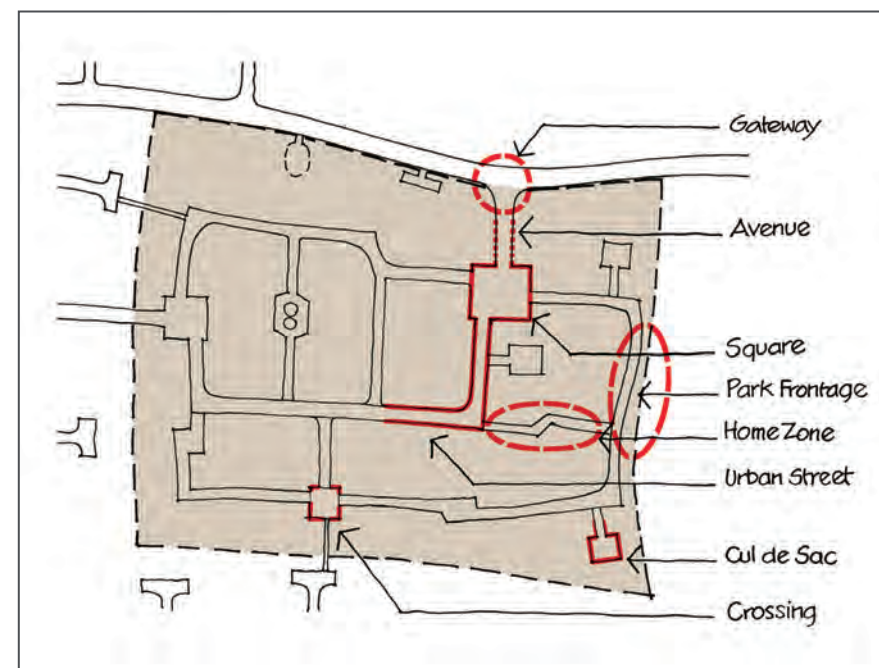 Gateway
Avenue
Square
Park Frontage
Home Zone
Urban Street
Cul de Sac
Crossing